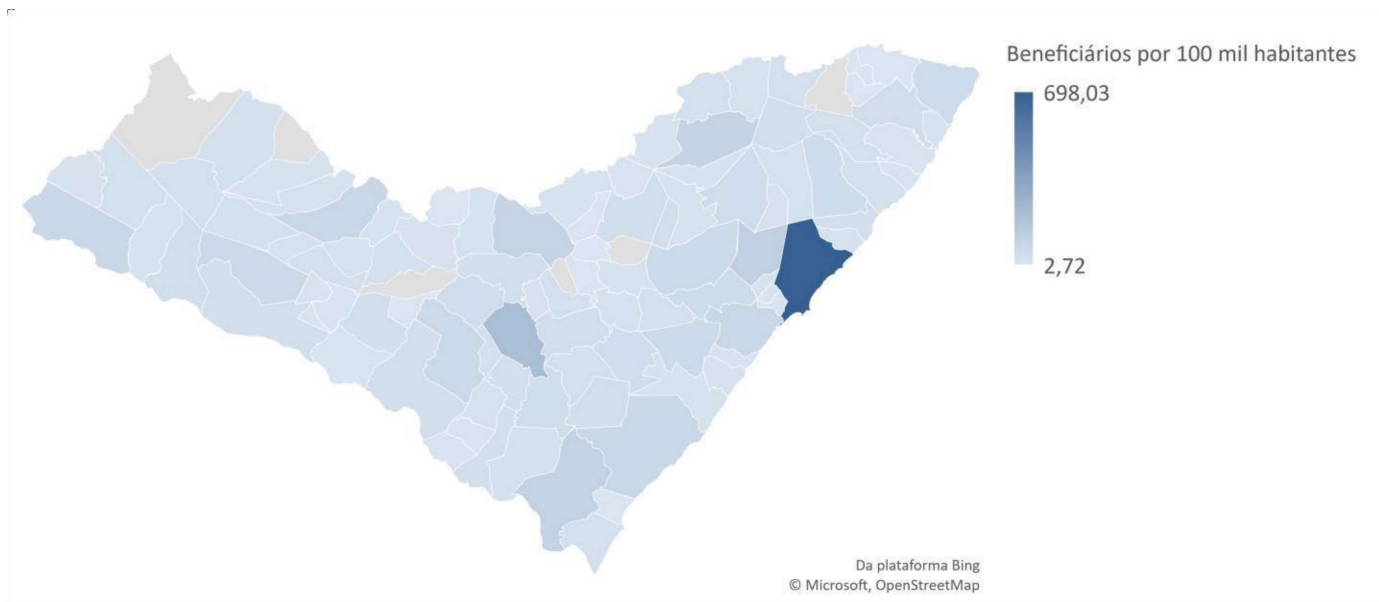 Beneficiários por 100 mil habitantes
698,03
2,72
Da plataforma Bing
© Microsoft, OpenStreetMap